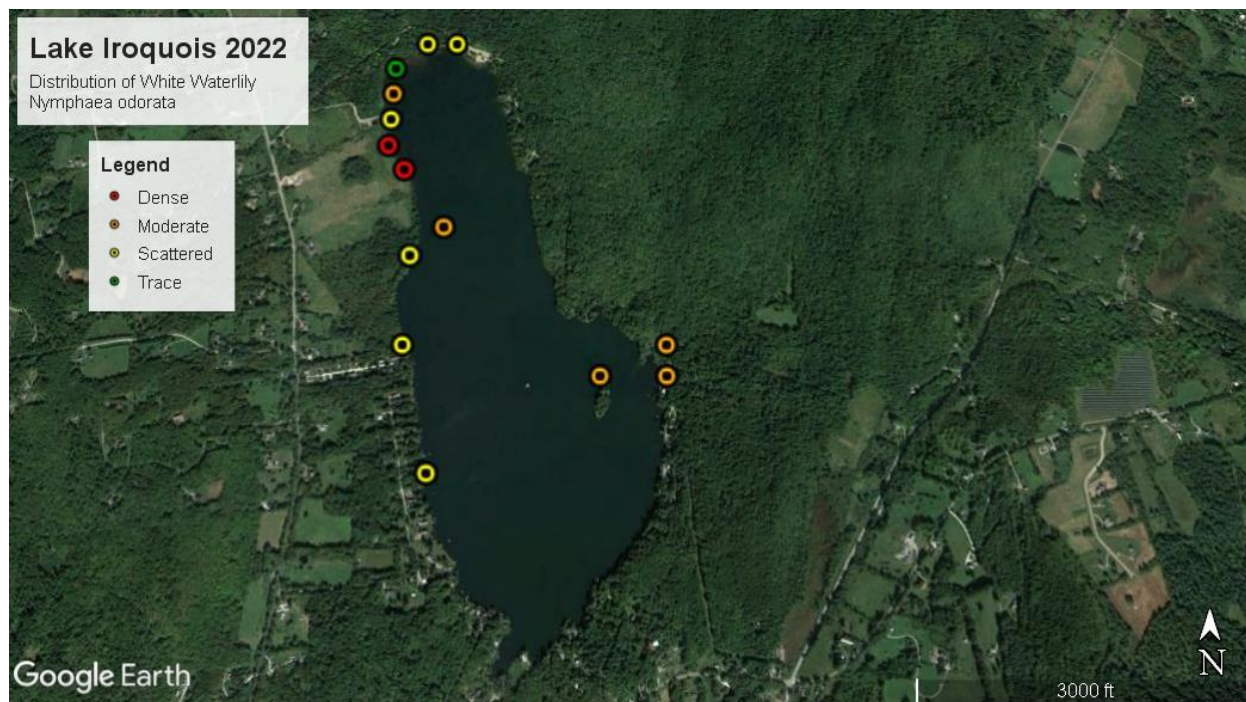 Lake Iroquois 2022
Distribution of White Waterlily
Nymphaea odorata
Legend
Dense
Moderate
Scattered
Trace
Google Earth
N
3000 ft